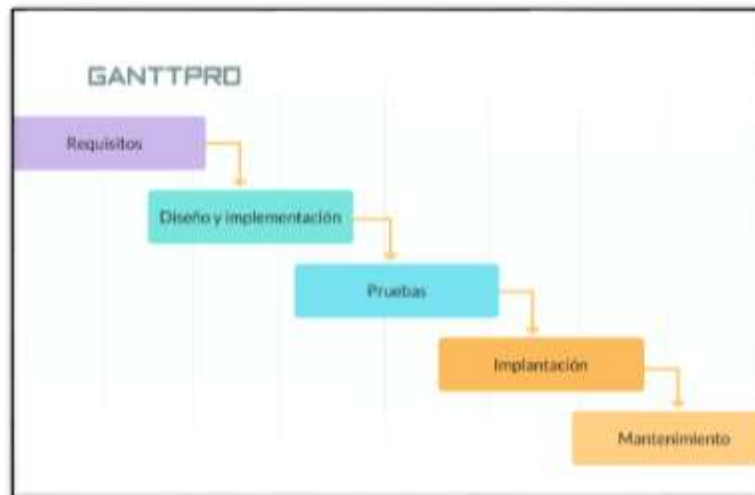 GANTTPRO
Requisitos
Diseño y implementación
Pruebas
Implantación
Mantenimiento